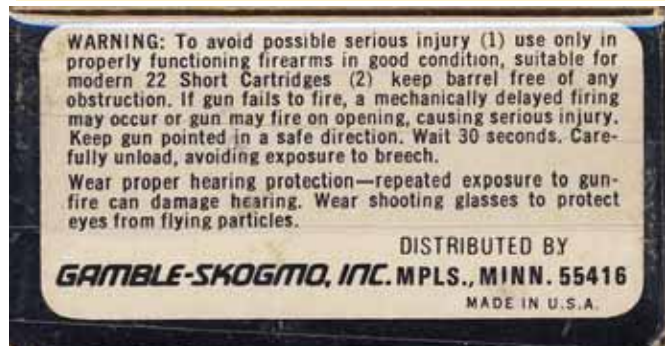 WARNING: To avoid possible serious injury (1) use only in
properly functioning firearms in good condition, suitable for
modern 22 Short Cartridges (2) keep barrel free of any
obstruction. If gun fails to fire, a mechanically delayed firing
may occur or gun may fire on opening, causing serious injury.
Keep gun pointed in a safe direction. Wait 30 seconds. Care-
fully unload, avoiding exposure to breech.
Wear proper hearing protection—repeated exposure to gun-
fire can damage hearing. Wear shooting glasses to protect
eyes from flying particles.
DISTRIBUTED BY
GAMBLE-SKOGMO, INC. MPLS., MINN. 55416
MADE IN U.S.A.